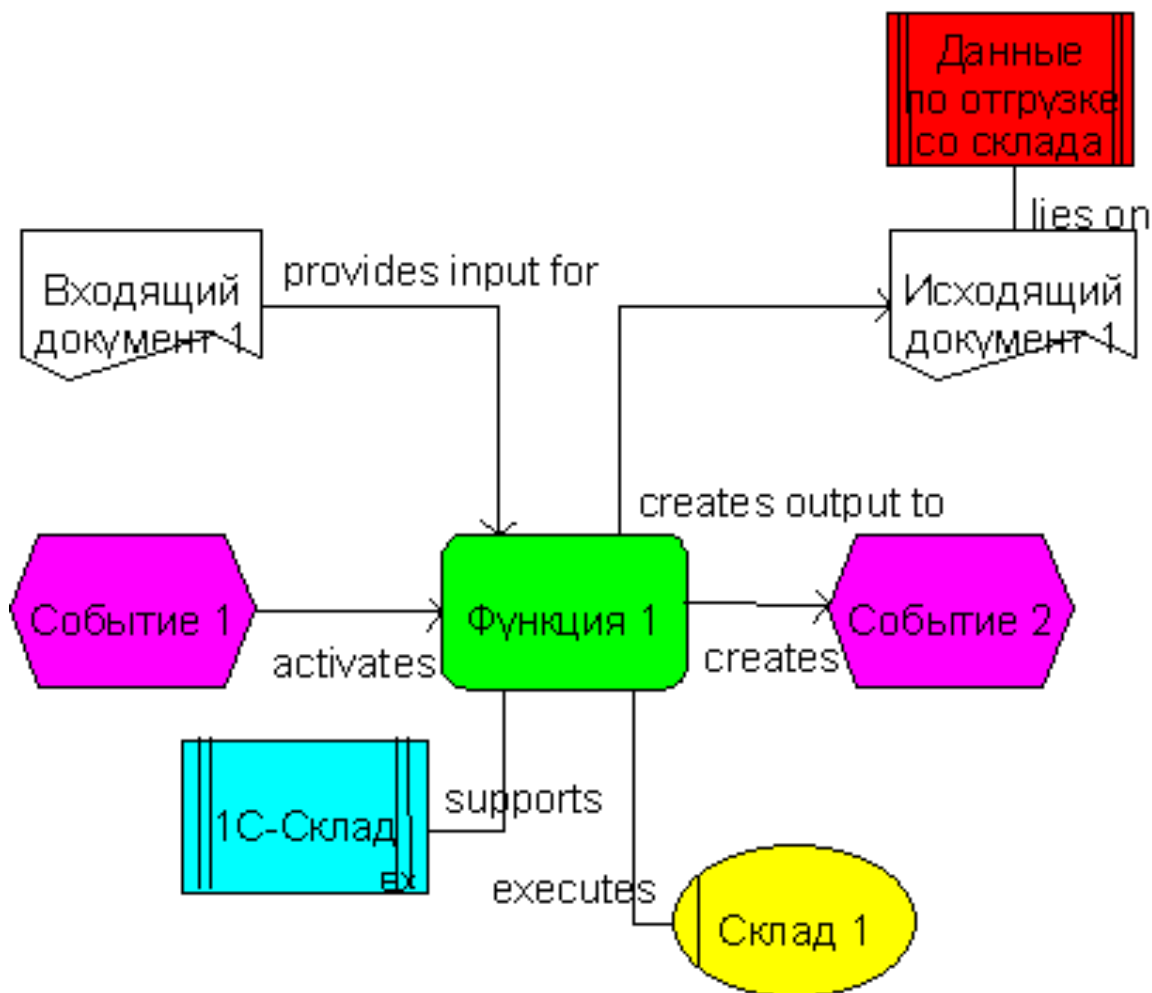 Данные
по отгрузке
со склада
lies on
Входящий
документ 1
provides input for
Исходящий
документ 1
creates output to
Событие 1
activates
Функция 1
creates
Событие 2
1С-Склад
supports
executes
Склад 1